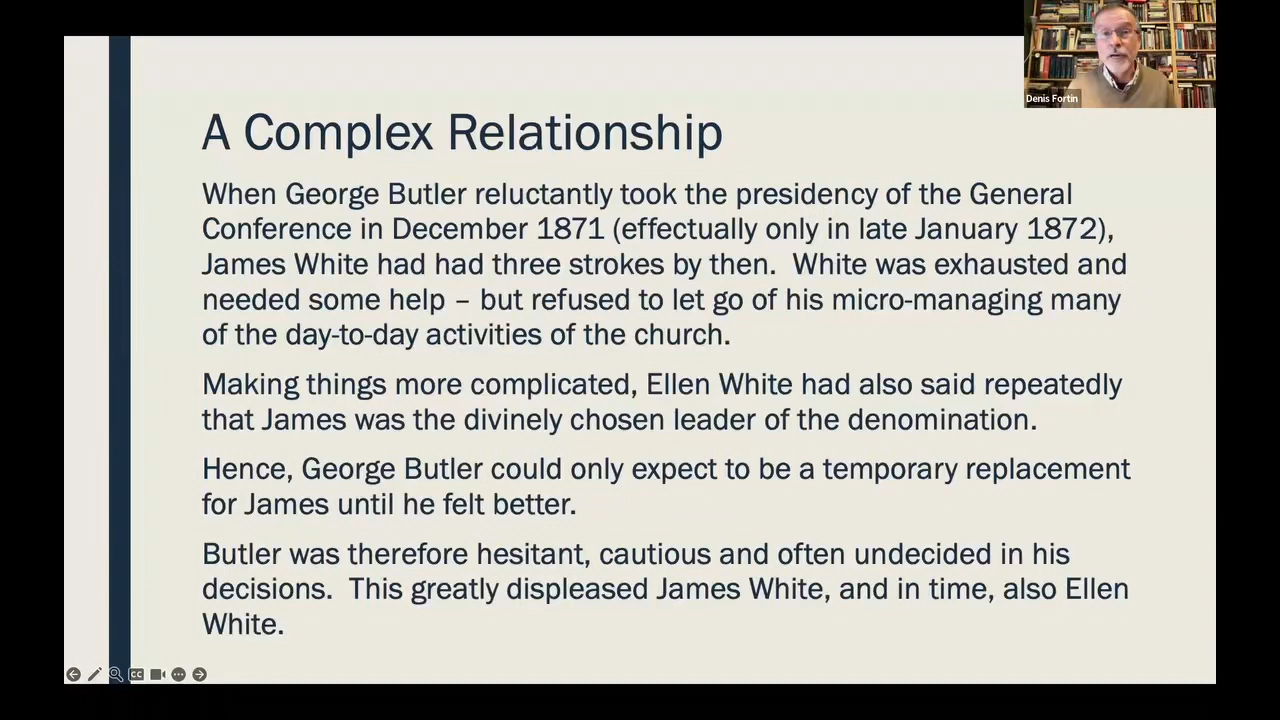 Denis Fortin
A Complex Relationship
When George Butler reluctantly took the presidency of the General
Conference in December 1871 (effectually only in late January 1872),
James White had had three strokes by then.  White was exhausted and
needed some help – but refused to let go of his micro-managing many
of the day-to-day activities of the church.
Making things more complicated, Ellen White had also said repeatedly
that James was the divinely chosen leader of the denomination.
Hence, George Butler could only expect to be a temporary replacement
for James until he felt better.
Butler was therefore hesitant, cautious and often undecided in his
decisions.  This greatly displeased James White, and in time, also Ellen
White.
CC